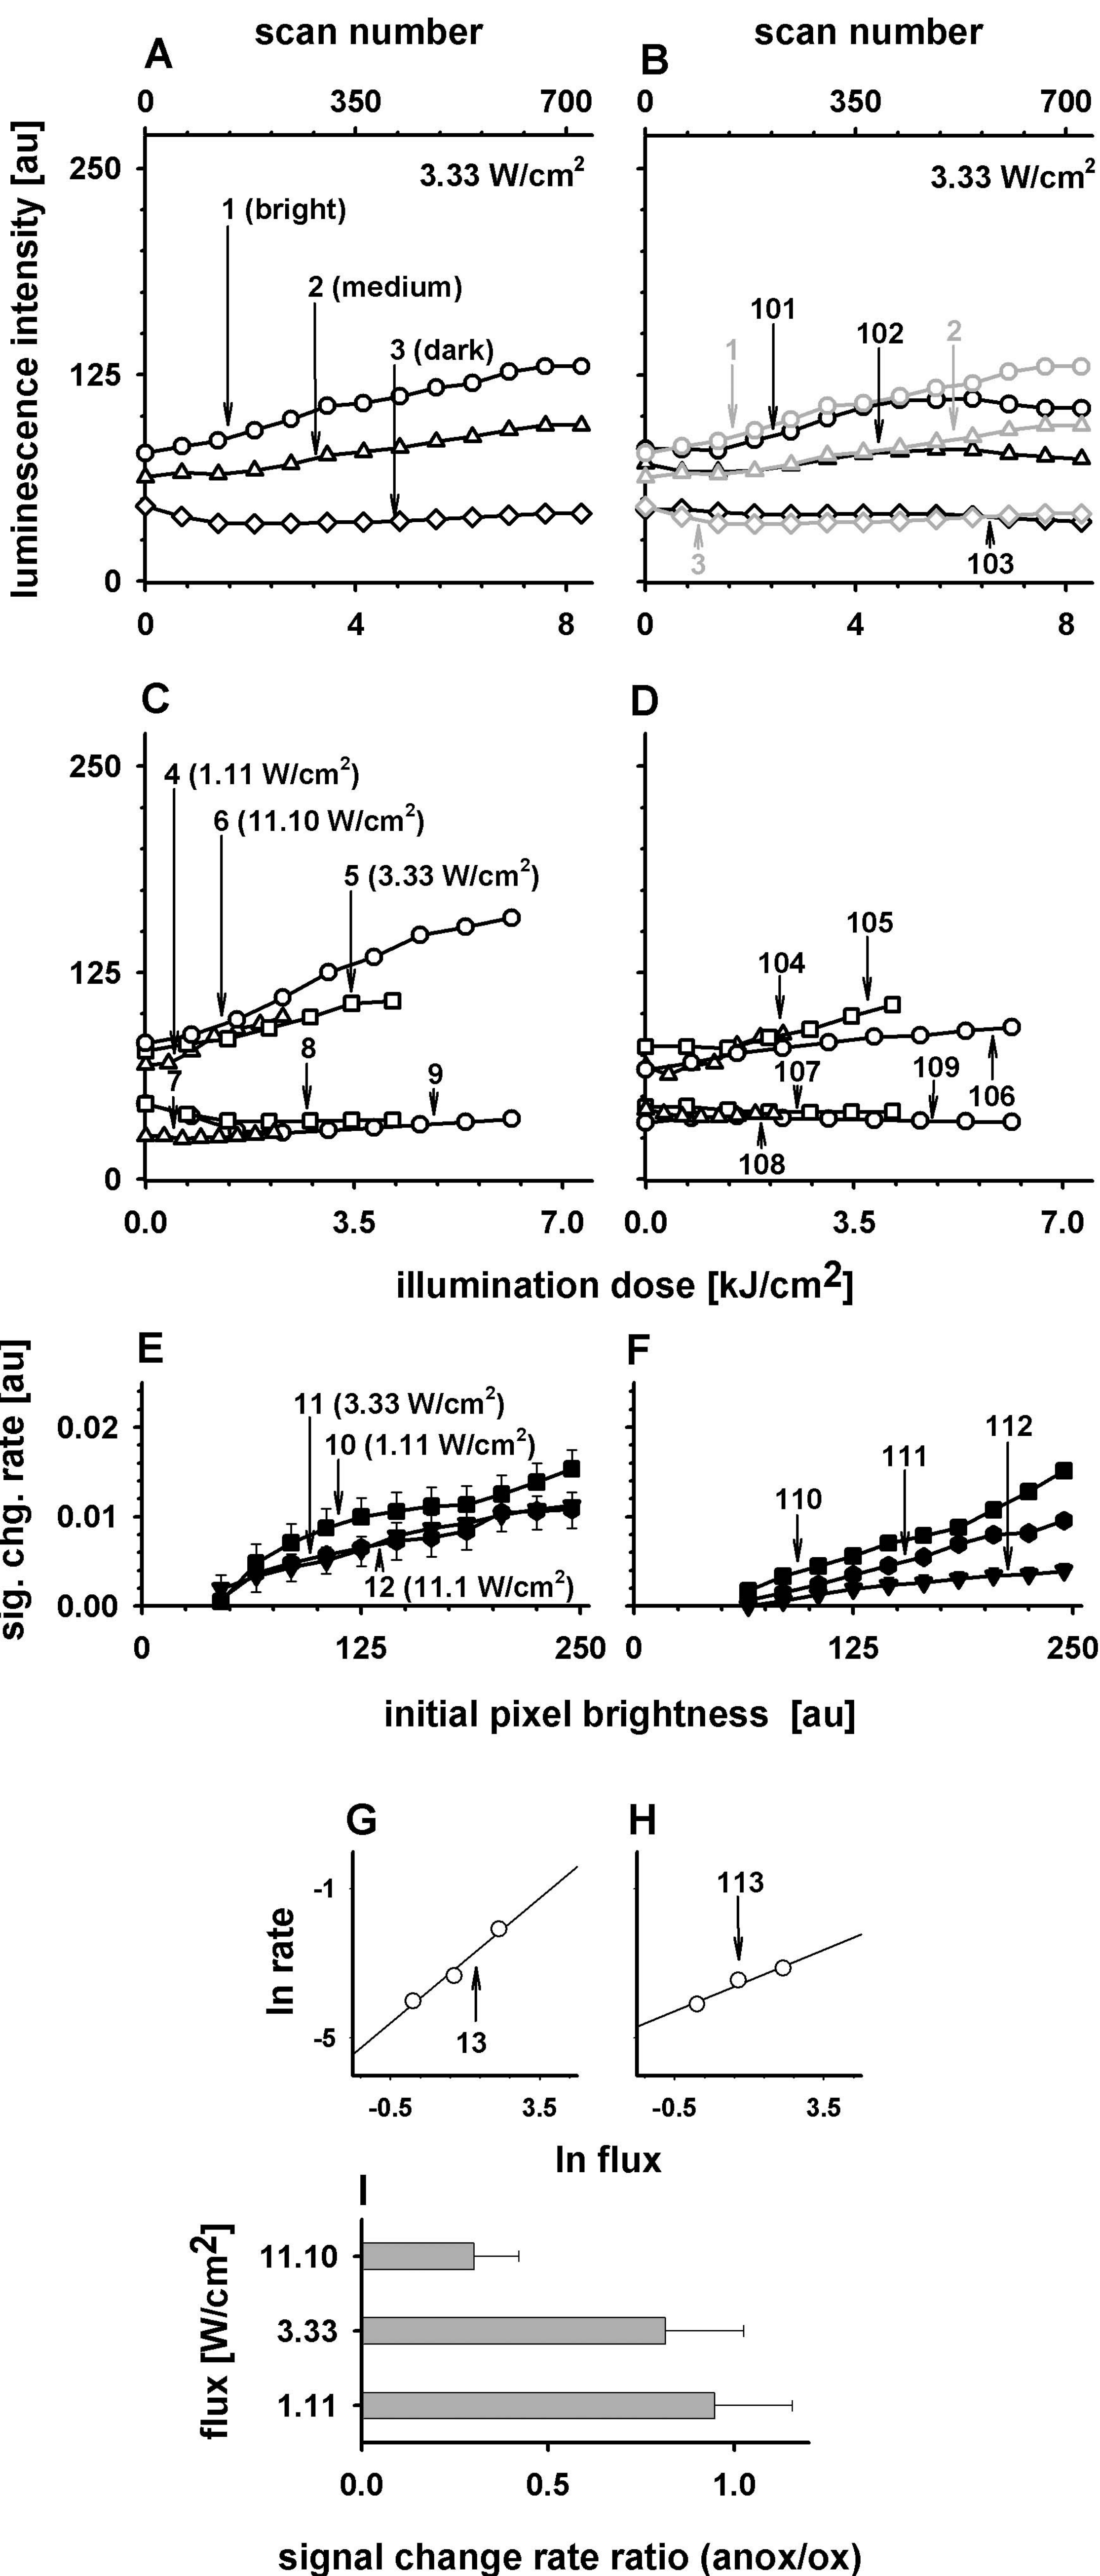 scan number
scan number
A
B
0 350 700
0 350 700
luminescence intensity [au]
250
125
0
3.33 W/cm2
3.33 W/cm2
1 (bright)
2 (medium)
3 (dark)
101
102
1
2
3
103
0 4 8
0 4 8
C
D
250
125
0
4 (1.11 W/cm2)
6 (11.10 W/cm2)
5 (3.33 W/cm2)
7
8
9
104
105
107
109
106
108
0.0 3.5 7.0
0.0 3.5 7.0
illumination dose [kJ/cm2]
E
F
sig. chg. rate [au]
0.02
0.01
0.00
11 (3.33 W/cm2)
10 (1.11 W/cm2)
12 (11.1 W/cm2)
110
111
112
0 125 250
0 125 250
initial pixel brightness [au]
G
H
ln rate
-1
-5
13
113
-0.5 3.5
-0.5 3.5
ln flux
I
flux [W/cm2]
11.10
3.33
1.11
0.0 0.5 1.0
signal change rate ratio (anox/ox)